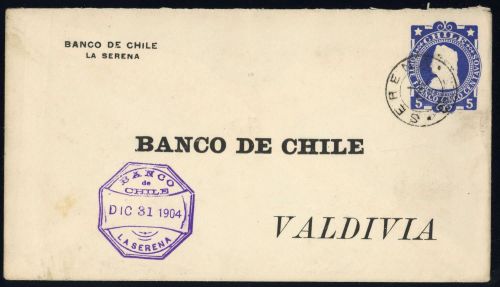 BANCO DE CHILE
LA SERENA
5 5
SERENA
BANCO DE CHILE
BANCO
de
CHILE
DIC 31 1904
LA SERENA
VALDIVIA